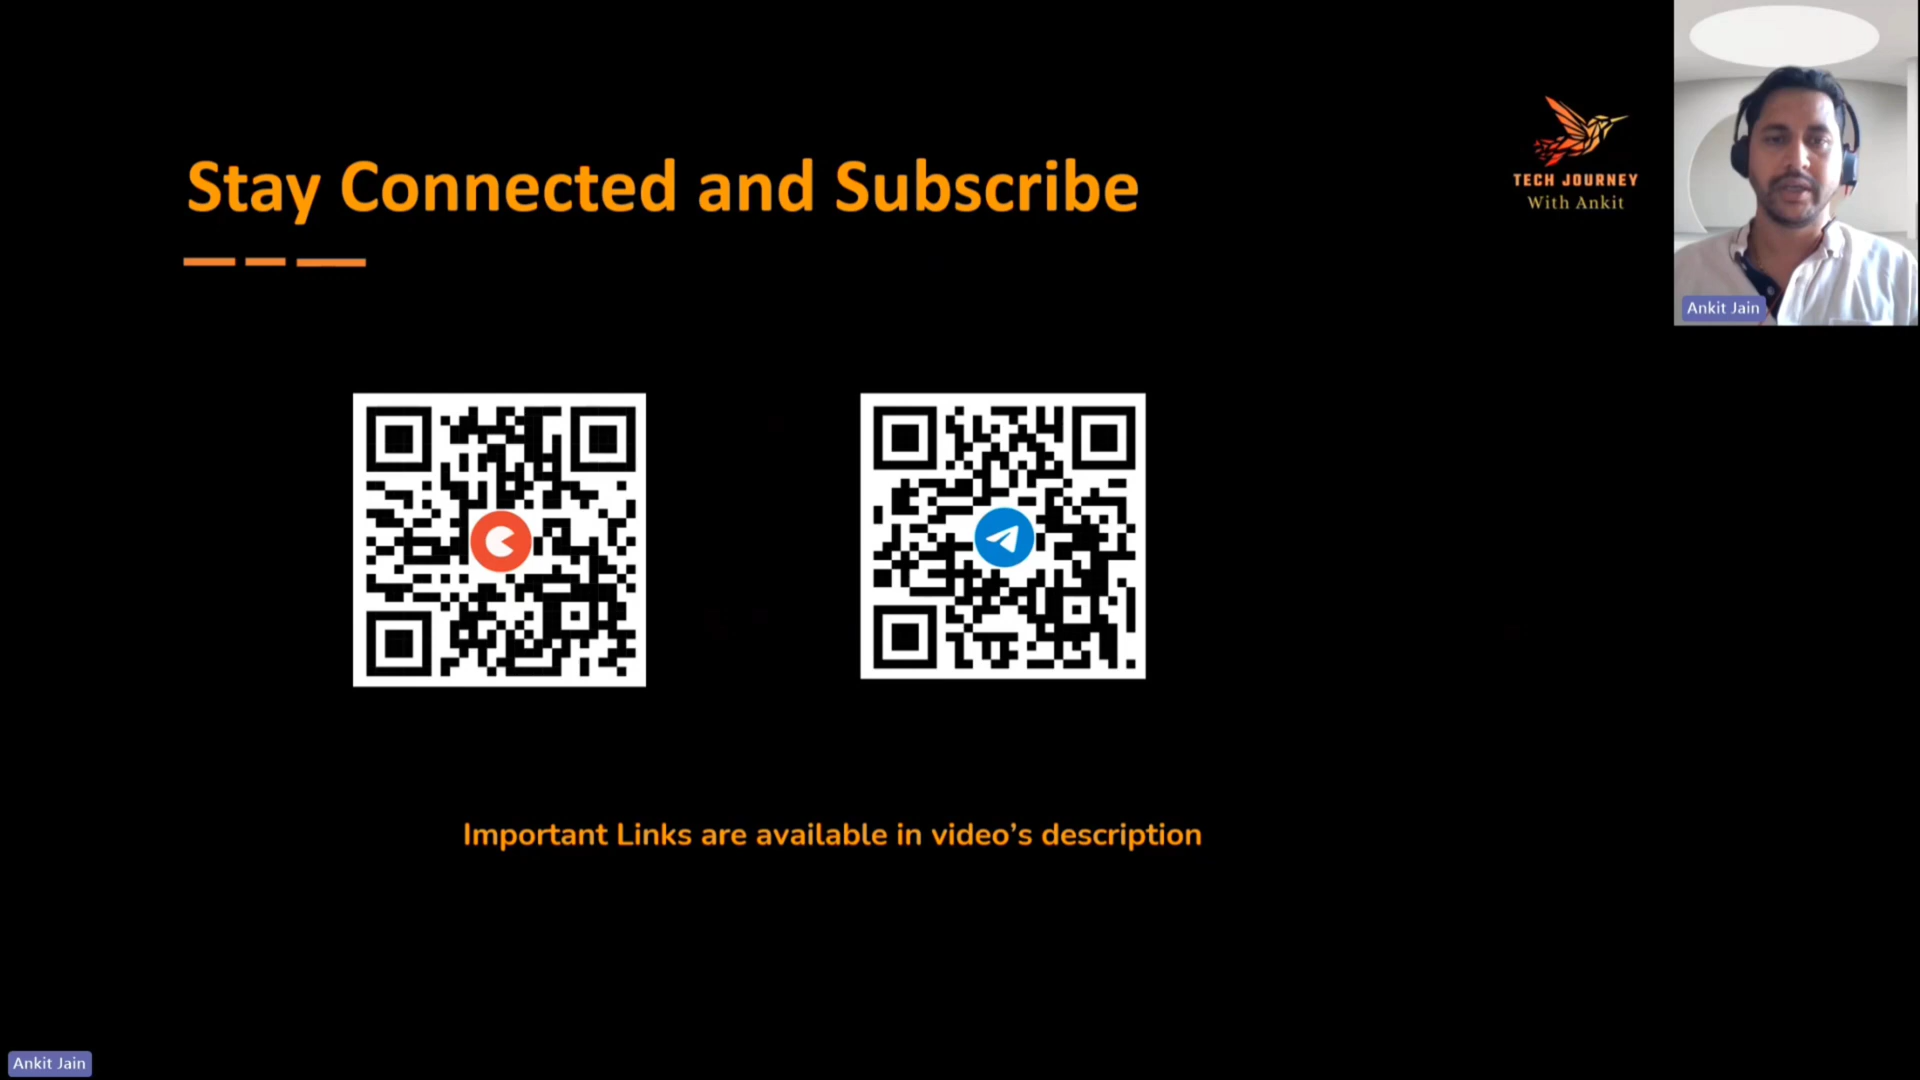 Stay Connected and Subscribe
TECH JOURNEY
With Ankit
Ankit Jain
Important Links are available in video’s description
Ankit Jain